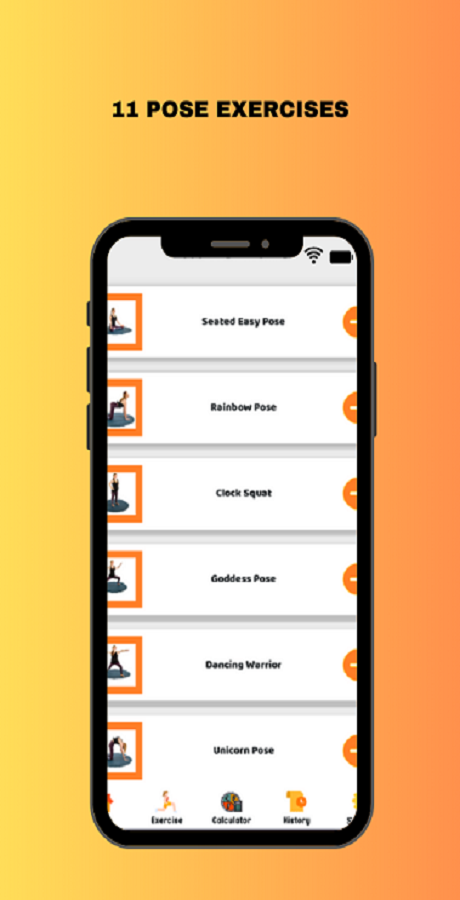 11 POSE EXERCISES
Seated Easy Pose
Rainbow Pose
Clock Squat
Goddess Pose
Dancing Warrior
Unicorn Pose
Exercise Calculator History